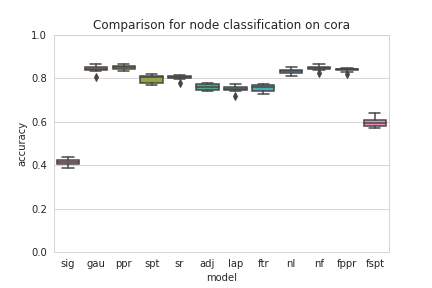 Comparison for node classification on cora
1.0
0.8
0.6
0.4
0.2
0.0
accuracy
sig gau ppr spt sr adj lap ftr nl nf fppr fspt
model